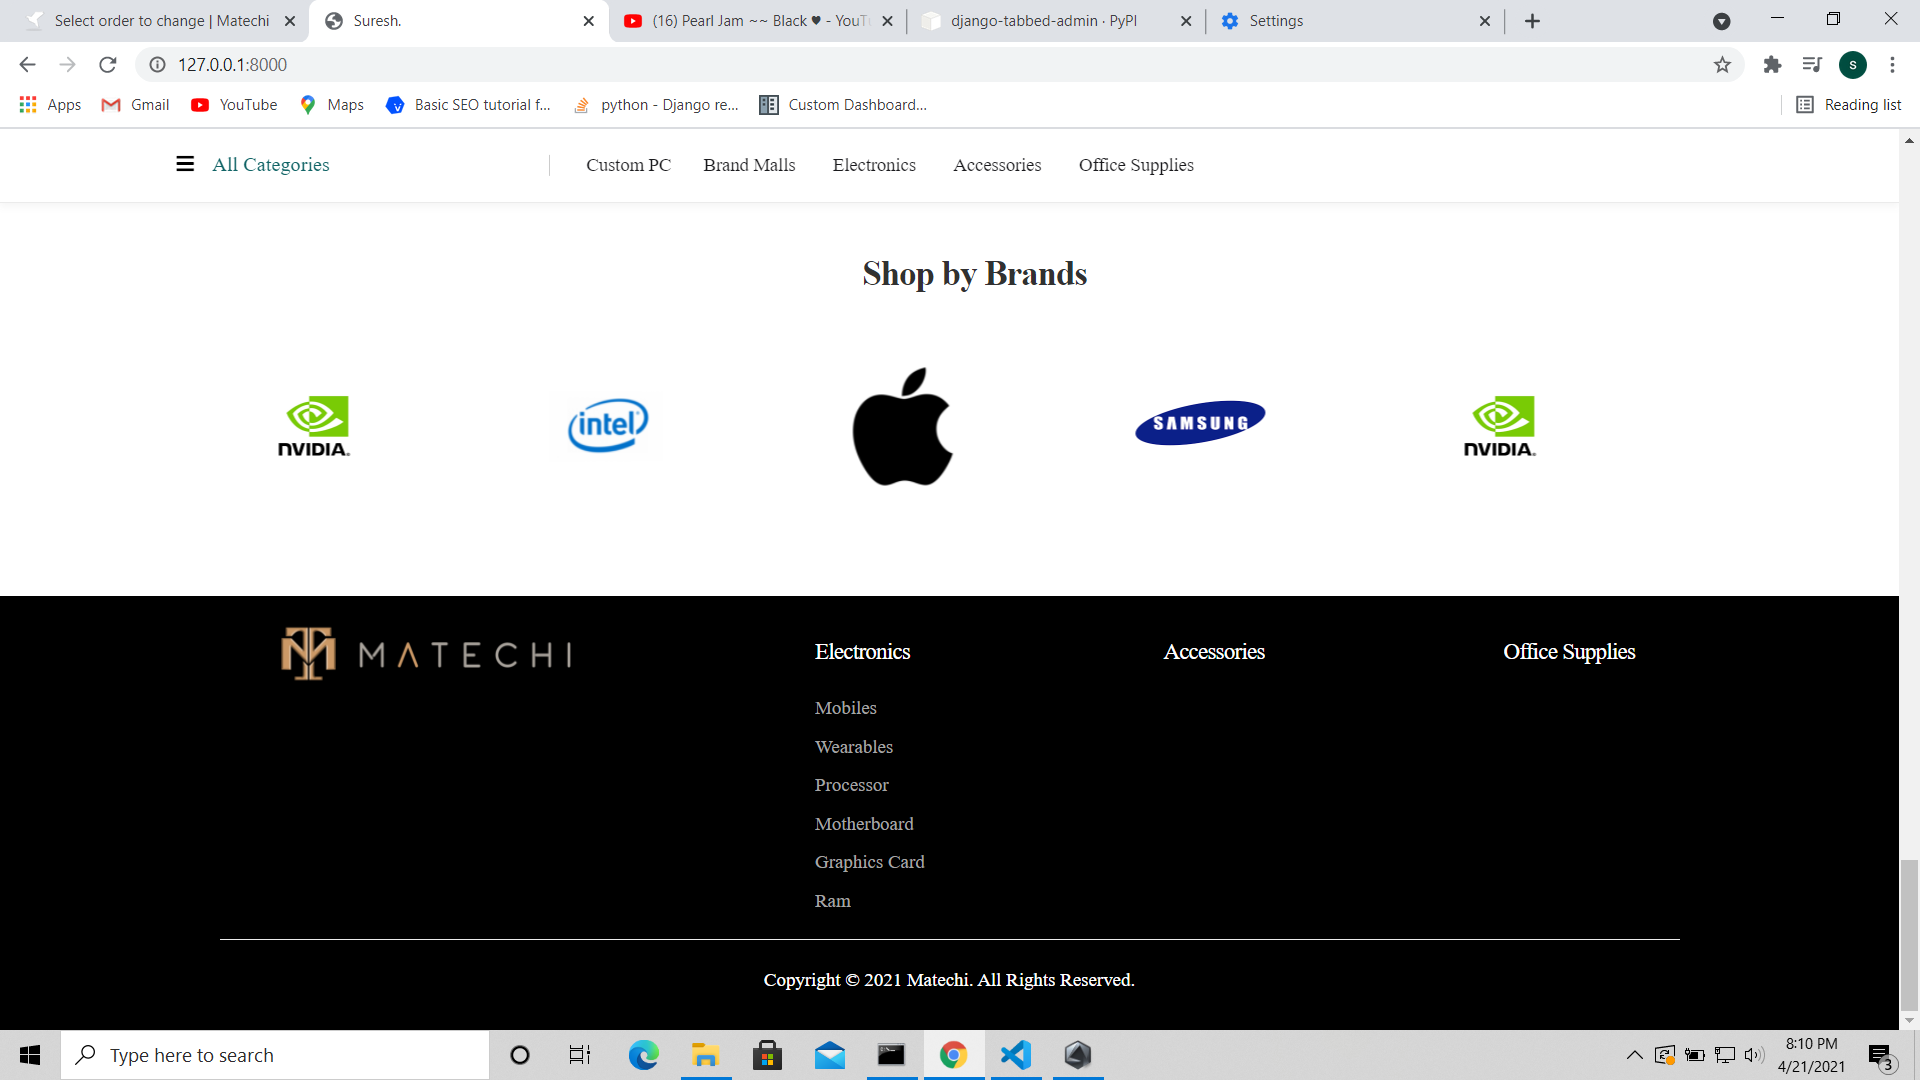 Select order to change | Matechi
Suresh.
(16) Pearl Jam ~~ Black ♥ - YouTu
django-tabbed-admin · PyPI
Settings
127.0.0.1:8000
S
Apps
Gmail
YouTube
Maps
Basic SEO tutorial f...
python - Django re...
Custom Dashboard...
Reading list
All Categories
Custom PC
Brand Malls
Electronics
Accessories
Office Supplies
Shop by Brands
NVIDIA.
intel
SAMSUNG
NVIDIA.
MATECHI
Electronics
Accessories
Office Supplies
Mobiles
Wearables
Processor
Motherboard
Graphics Card
Ram
Copyright © 2021 Matechi. All Rights Reserved.
Type here to search
8:10 PM
4/21/2021
3